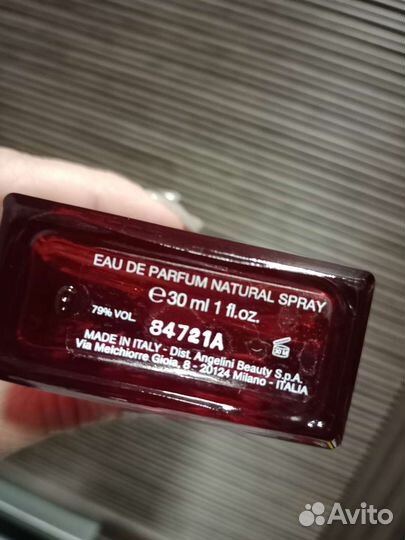 EAU DE PARFUM NATURAL SPRAY
℮30 ml 1 fl.oz.
79% VOL
84721A
MADE IN ITALY - Dist. Angelini Beauty S.p.A.
Via Melchiorre Gioia, 8 - 20124 Milano - ITALIA
Avito